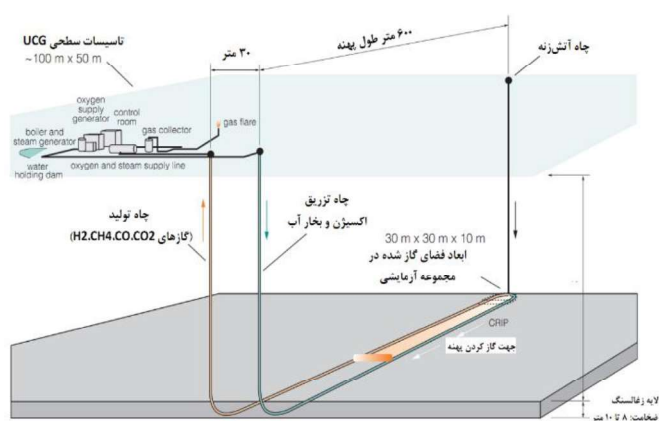 تاسیسات سطحی UCG
~100 m x 50 m
۳۰ متر
۶۰۰ متر طول پهنه
چاه آتش‌زنه
oxygen
supply
generator
control
room
gas collector
gas flare
boiler and
steam generator
water
holding dam
oxygen and steam supply line
چاه تولید
(گازهای H2.CH4.CO.CO2)
چاه تزریق
اکسیژن و بخار آب
30 m x 30 m x 10 m
ابعاد فضای گاز شده در
مجموعه آزمایشی
CRIP
جهت گاز کردن پهنه
لایه زغالسنگ
ضخامت: ۸ تا ۱۰ متر